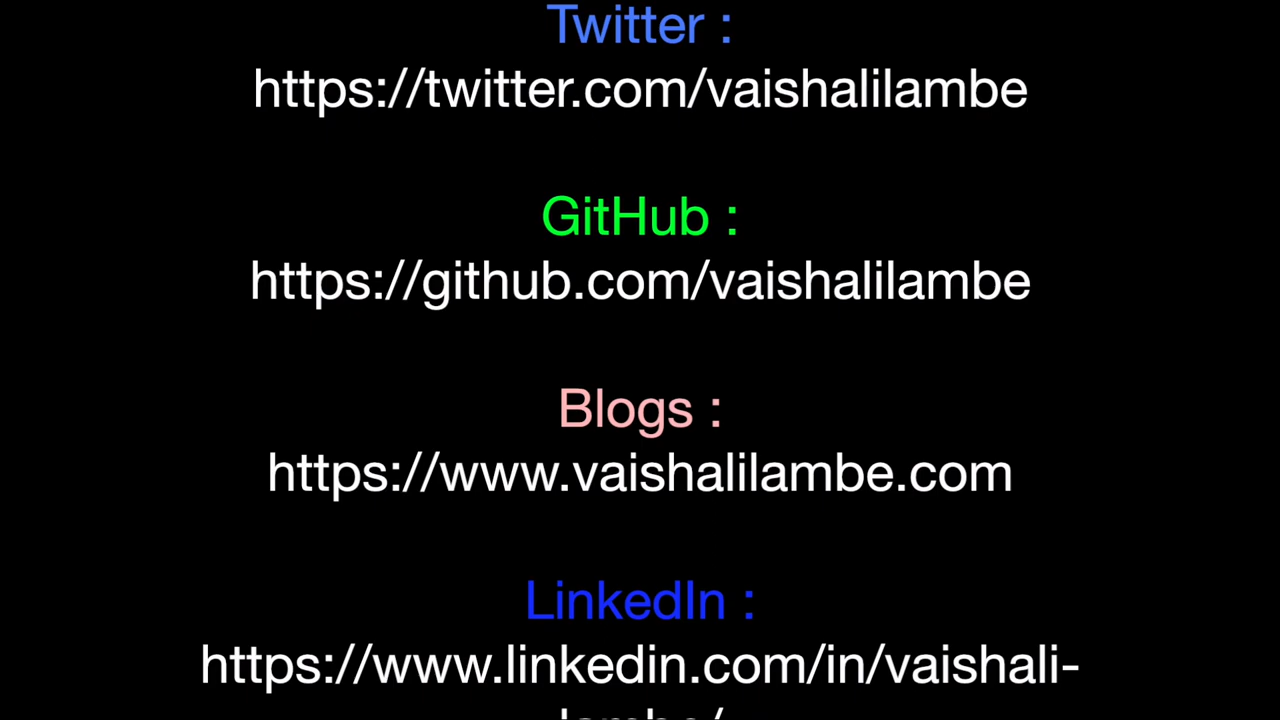 Twitter :
https://twitter.com/vaishalilambe
GitHub :
https://github.com/vaishalilambe
Blogs :
https://www.vaishalilambe.com
LinkedIn :
https://www.linkedin.com/in/vaishali-
lambe/